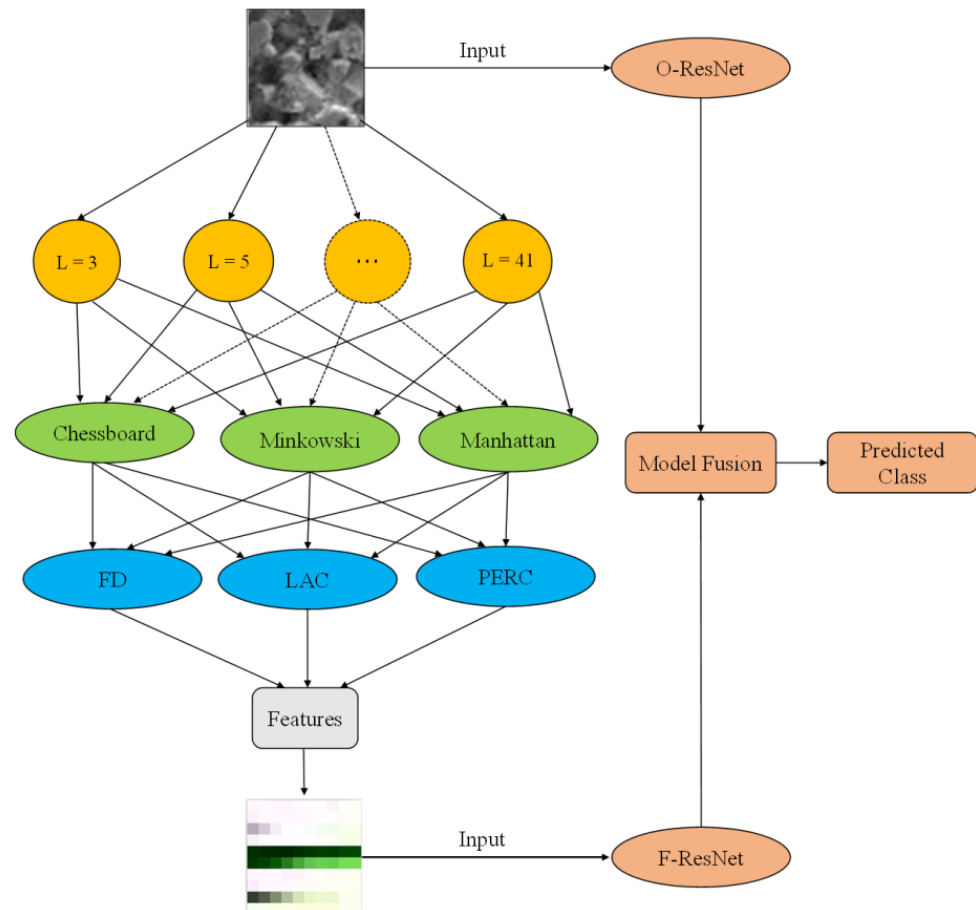 Input
O-ResNet
L = 3
L = 5
...
L = 41
Chessboard
Minkowski
Manhattan
Model Fusion
Predicted
Class
FD
LAC
PERC
Features
Input
F-ResNet